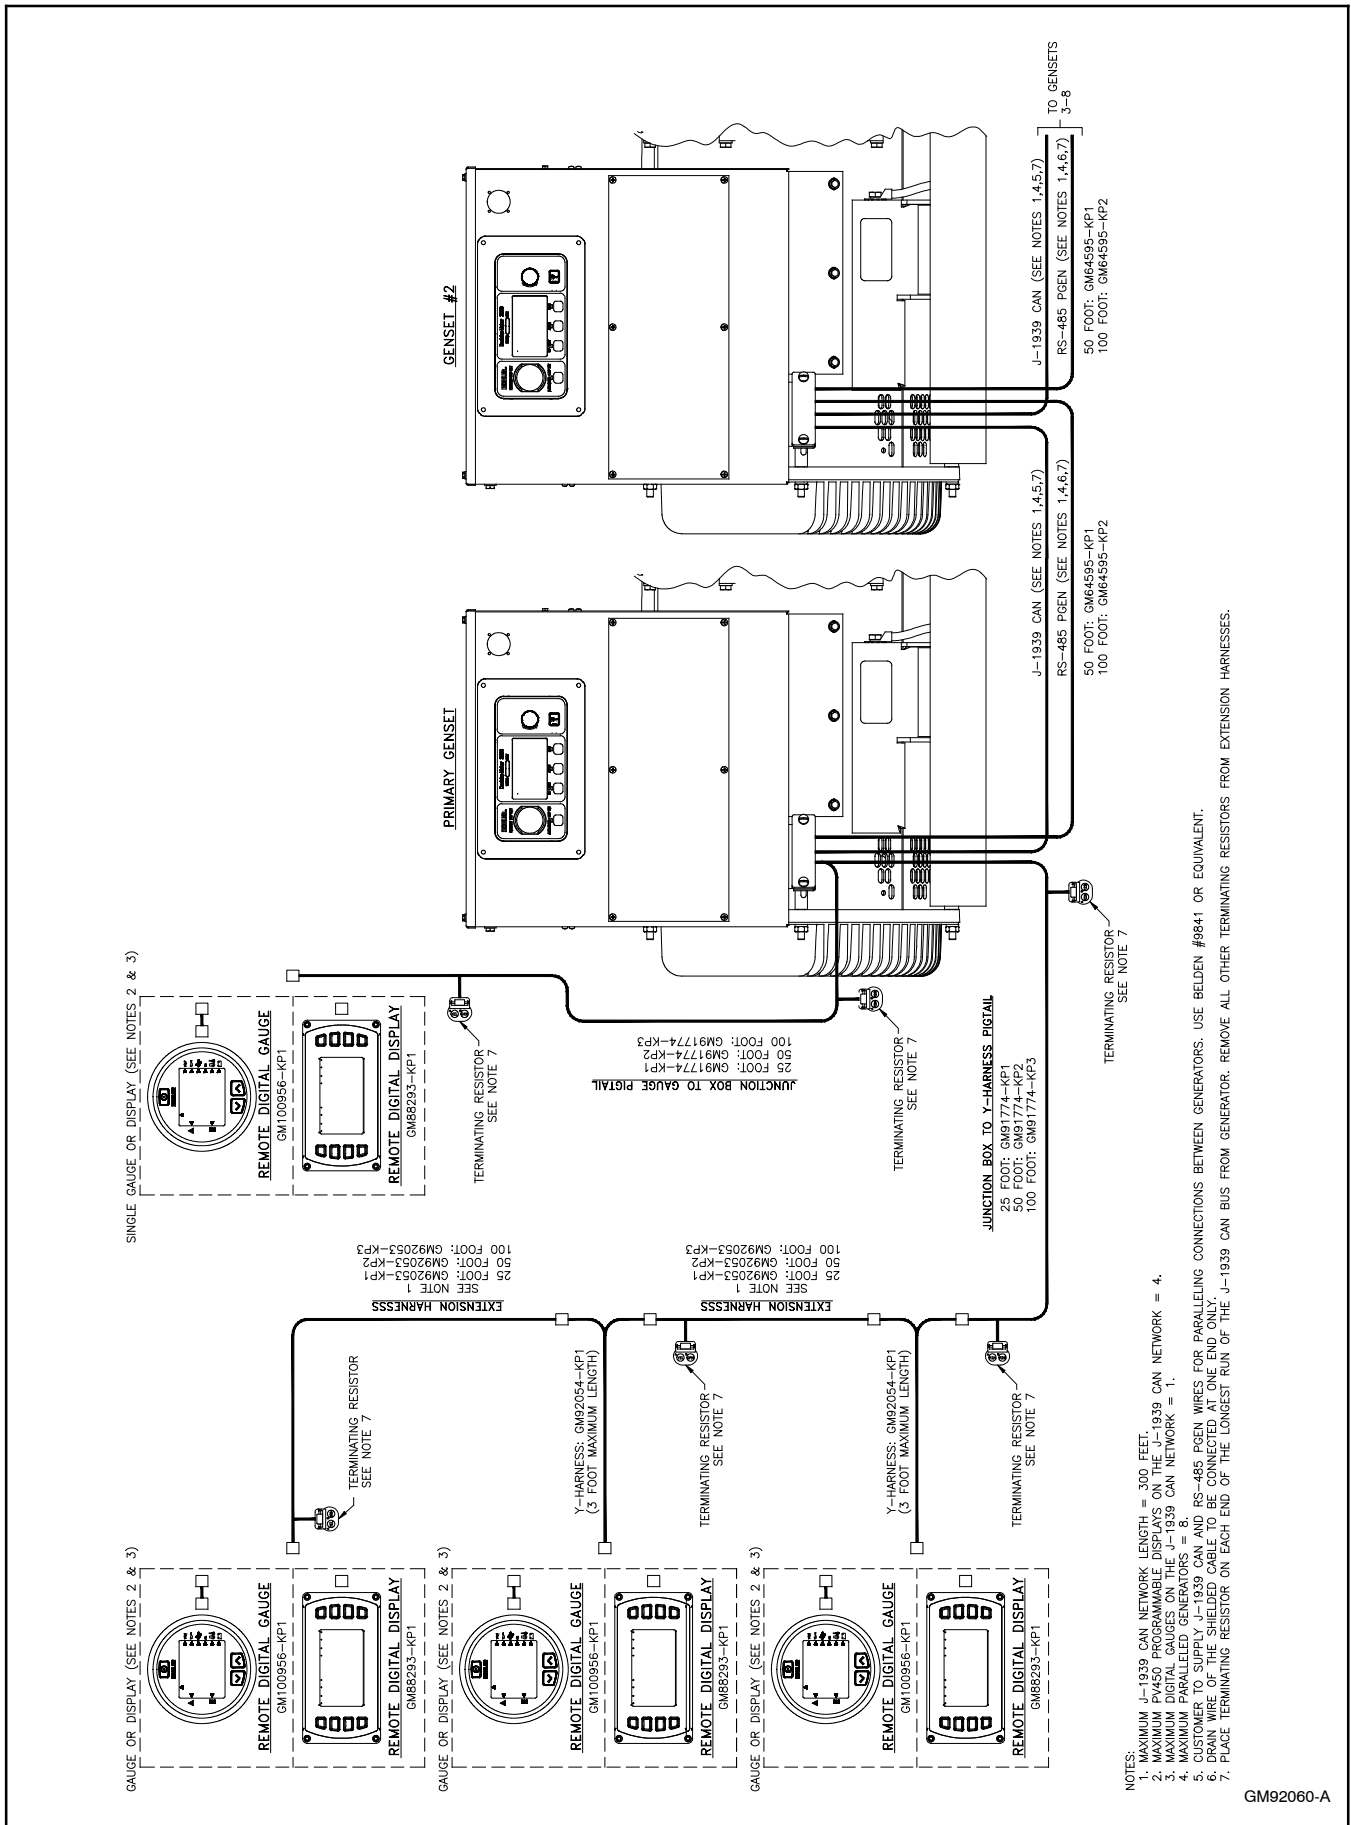 GAUGE OR DISPLAY (SEE NOTES 2 & 3)
REMOTE DIGITAL GAUGE
GM100956-KP1
REMOTE DIGITAL DISPLAY
GM88293-KP1
TERMINATING RESISTOR
SEE NOTE 7
EXTENSION HARNESSS
SEE NOTE 1
25 FOOT: GM92053-KP1
50 FOOT: GM92053-KP2
100 FOOT: GM92053-KP3
GAUGE OR DISPLAY (SEE NOTES 2 & 3)
REMOTE DIGITAL GAUGE
GM100956-KP1
REMOTE DIGITAL DISPLAY
GM88293-KP1
Y-HARNESS: GM92054-KP1
(3 FOOT MAXIMUM LENGTH)
TERMINATING RESISTOR
SEE NOTE 7
EXTENSION HARNESSS
SEE NOTE 1
25 FOOT: GM92053-KP1
50 FOOT: GM92053-KP2
100 FOOT: GM92053-KP3
GAUGE OR DISPLAY (SEE NOTES 2 & 3)
REMOTE DIGITAL GAUGE
GM100956-KP1
REMOTE DIGITAL DISPLAY
GM88293-KP1
Y-HARNESS: GM92054-KP1
(3 FOOT MAXIMUM LENGTH)
TERMINATING RESISTOR
SEE NOTE 7
SINGLE GAUGE OR DISPLAY (SEE NOTES 2 & 3)
REMOTE DIGITAL GAUGE
GM100956-KP1
REMOTE DIGITAL DISPLAY
GM88293-KP1
TERMINATING RESISTOR
SEE NOTE 7
JUNCTION BOX TO GAUGE PIGTAIL
25 FOOT: GM91774-KP1
50 FOOT: GM91774-KP2
100 FOOT: GM91774-KP3
TERMINATING RESISTOR
SEE NOTE 7
JUNCTION BOX TO Y-HARNESS PIGTAIL
25 FOOT: GM91774-KP1
50 FOOT: GM91774-KP2
100 FOOT: GM91774-KP3
TERMINATING RESISTOR
SEE NOTE 7
PRIMARY GENSET
J-1939 CAN (SEE NOTES 1,4,5,7)
RS-485 PGEN (SEE NOTES 1,4,6,7)
50 FOOT: GM64595-KP1
100 FOOT: GM64595-KP2
GENSET #2
J-1939 CAN (SEE NOTES 1,4,5,7)
RS-485 PGEN (SEE NOTES 1,4,6,7)
50 FOOT: GM64595-KP1
100 FOOT: GM64595-KP2
TO GENSETS
3-8
NOTES:
1. MAXIMUM J-1939 CAN NETWORK LENGTH = 300 FEET.
2. MAXIMUM PV450 PROGRAMMABLE DISPLAYS ON THE J-1939 CAN NETWORK = 4.
3. MAXIMUM DIGITAL GAUGES ON THE J-1939 CAN NETWORK = 1.
4. MAXIMUM PARALLELED GENERATORS = 8.
5. CUSTOMER TO SUPPLY J-1939 CAN AND RS-485 PGEN WIRES FOR PARALLELING CONNECTIONS BETWEEN GENERATORS. USE BELDEN #9841 OR EQUIVALENT.
6. DRAIN WIRE OF THE SHIELDED CABLE TO BE CONNECTED AT ONE END ONLY.
7. PLACE TERMINATING RESISTOR ON EACH END OF THE LONGEST RUN OF THE J-1939 CAN BUS FROM GENERATOR. REMOVE ALL OTHER TERMINATING RESISTORS FROM EXTENSION HARNESSES.
GM92060-A